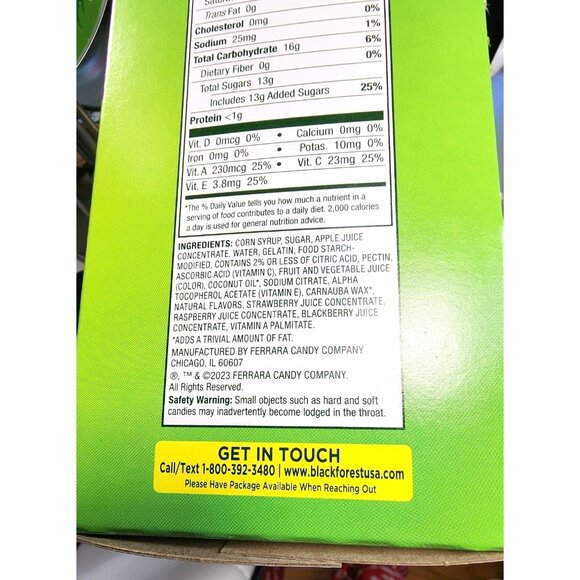 Trans Fat 0g 0%
Cholesterol 0mg 1%
Sodium 25mg 6%
Total Carbohydrate 16g 0%
Dietary Fiber 0g
Total Sugars 13g
Includes 13g Added Sugars 25%
Protein <1g
Vit. D 0mcg 0% • Calcium 0mg 0%
Iron 0mg 0% • Potas. 10mg 0%
Vit. A 230mcg 25% • Vit. C 23mg 25%
Vit. E 3.8mg 25%
*The % Daily Value tells you how much a nutrient in a
serving of food contributes to a daily diet. 2,000 calories
a day is used for general nutrition advice.
INGREDIENTS: CORN SYRUP, SUGAR, APPLE JUICE
CONCENTRATE, WATER, GELATIN, FOOD STARCH-
MODIFIED, CONTAINS 2% OR LESS OF CITRIC ACID, PECTIN,
ASCORBIC ACID (VITAMIN C), FRUIT AND VEGETABLE JUICE
(COLOR), COCONUT OIL*, SODIUM CITRATE, ALPHA
TOCOPHEROL ACETATE (VITAMIN E), CARNAUBA WAX*,
NATURAL FLAVORS, STRAWBERRY JUICE CONCENTRATE,
RASPBERRY JUICE CONCENTRATE, BLACKBERRY JUICE
CONCENTRATE, VITAMIN A PALMITATE.
*ADDS A TRIVIAL AMOUNT OF FAT.
MANUFACTURED BY FERRARA CANDY COMPANY
CHICAGO, IL 60607
®, ™ & ©2023 FERRARA CANDY COMPANY.
All Rights Reserved.
Safety Warning: Small objects such as hard and soft
candies may inadvertently become lodged in the throat.
GET IN TOUCH
Call/Text 1-800-392-3480 | www.blackforestusa.com
Please Have Package Available When Reaching Out